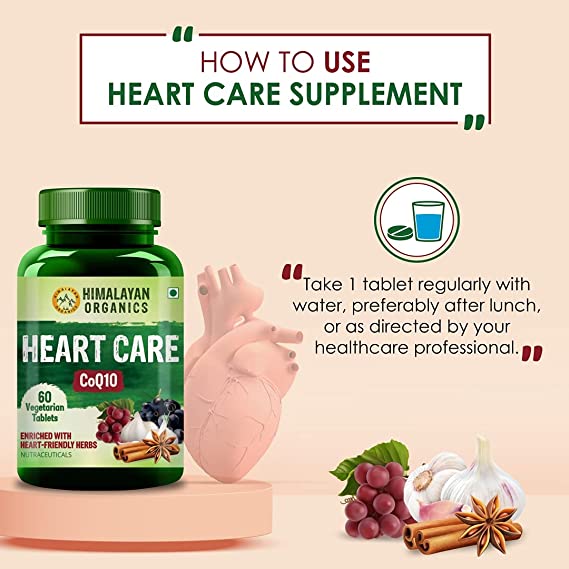 HOW TO USE
HEART CARE SUPPLEMENT
"Take 1 tablet regularly with
water, preferably after lunch,
or as directed by your
healthcare professional."
HIMALAYAN
ORGANICS
HEART CARE
CoQ10
60
Vegetarian
Tablets
ENRICHED WITH
HEART-FRIENDLY HERBS
NUTRACEUTICALS